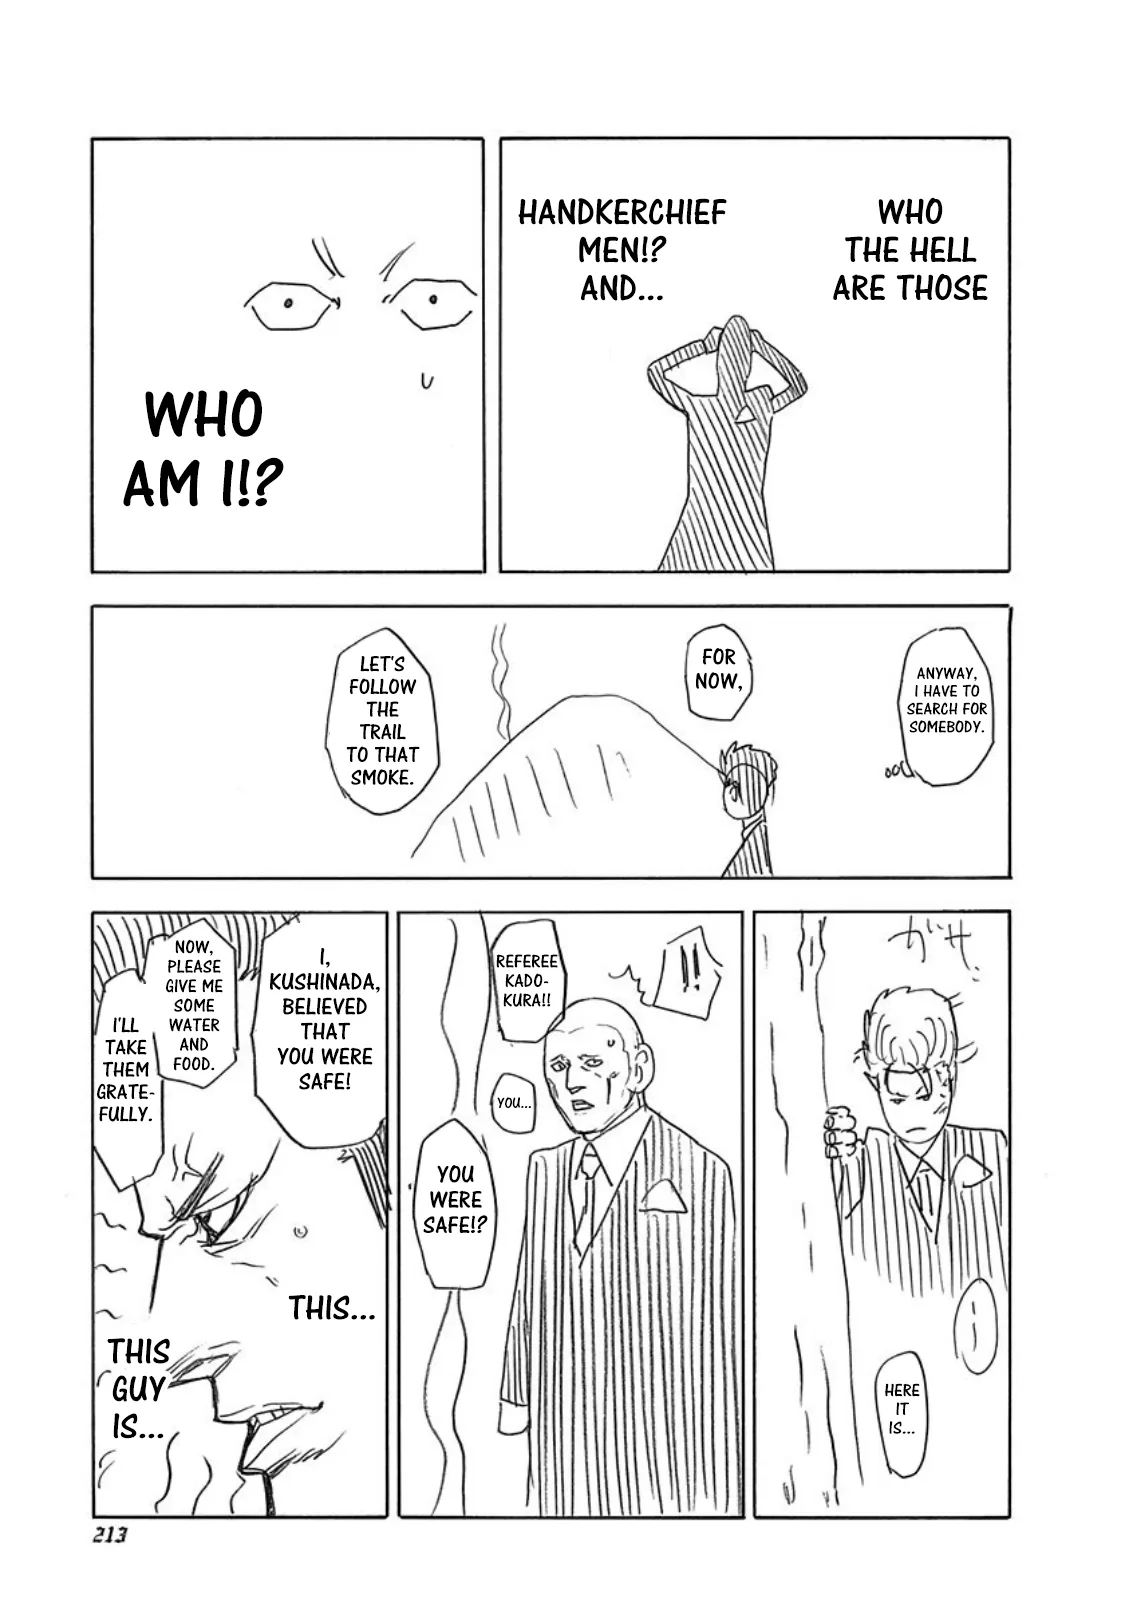 WHO
THE HELL
ARE THOSE
HANDKERCHIEF
MEN!?
AND...
WHO
AM I!?
ANYWAY,
I HAVE TO
SEARCH FOR
SOMEBODY.
FOR
NOW,
LET'S
FOLLOW
THE
TRAIL
TO THAT
SMOKE.
ガサ
HERE
IT
IS...
!!
REFEREE
KADO-
KURA!!
YOU...
YOU
WERE
SAFE!?
I,
KUSHINADA,
BELIEVED
THAT
YOU WERE
SAFE!
NOW,
PLEASE
GIVE ME
SOME
WATER
AND
FOOD.
I'LL
TAKE
THEM
GRATE-
FULLY.
THIS...
THIS
GUY
IS...
213